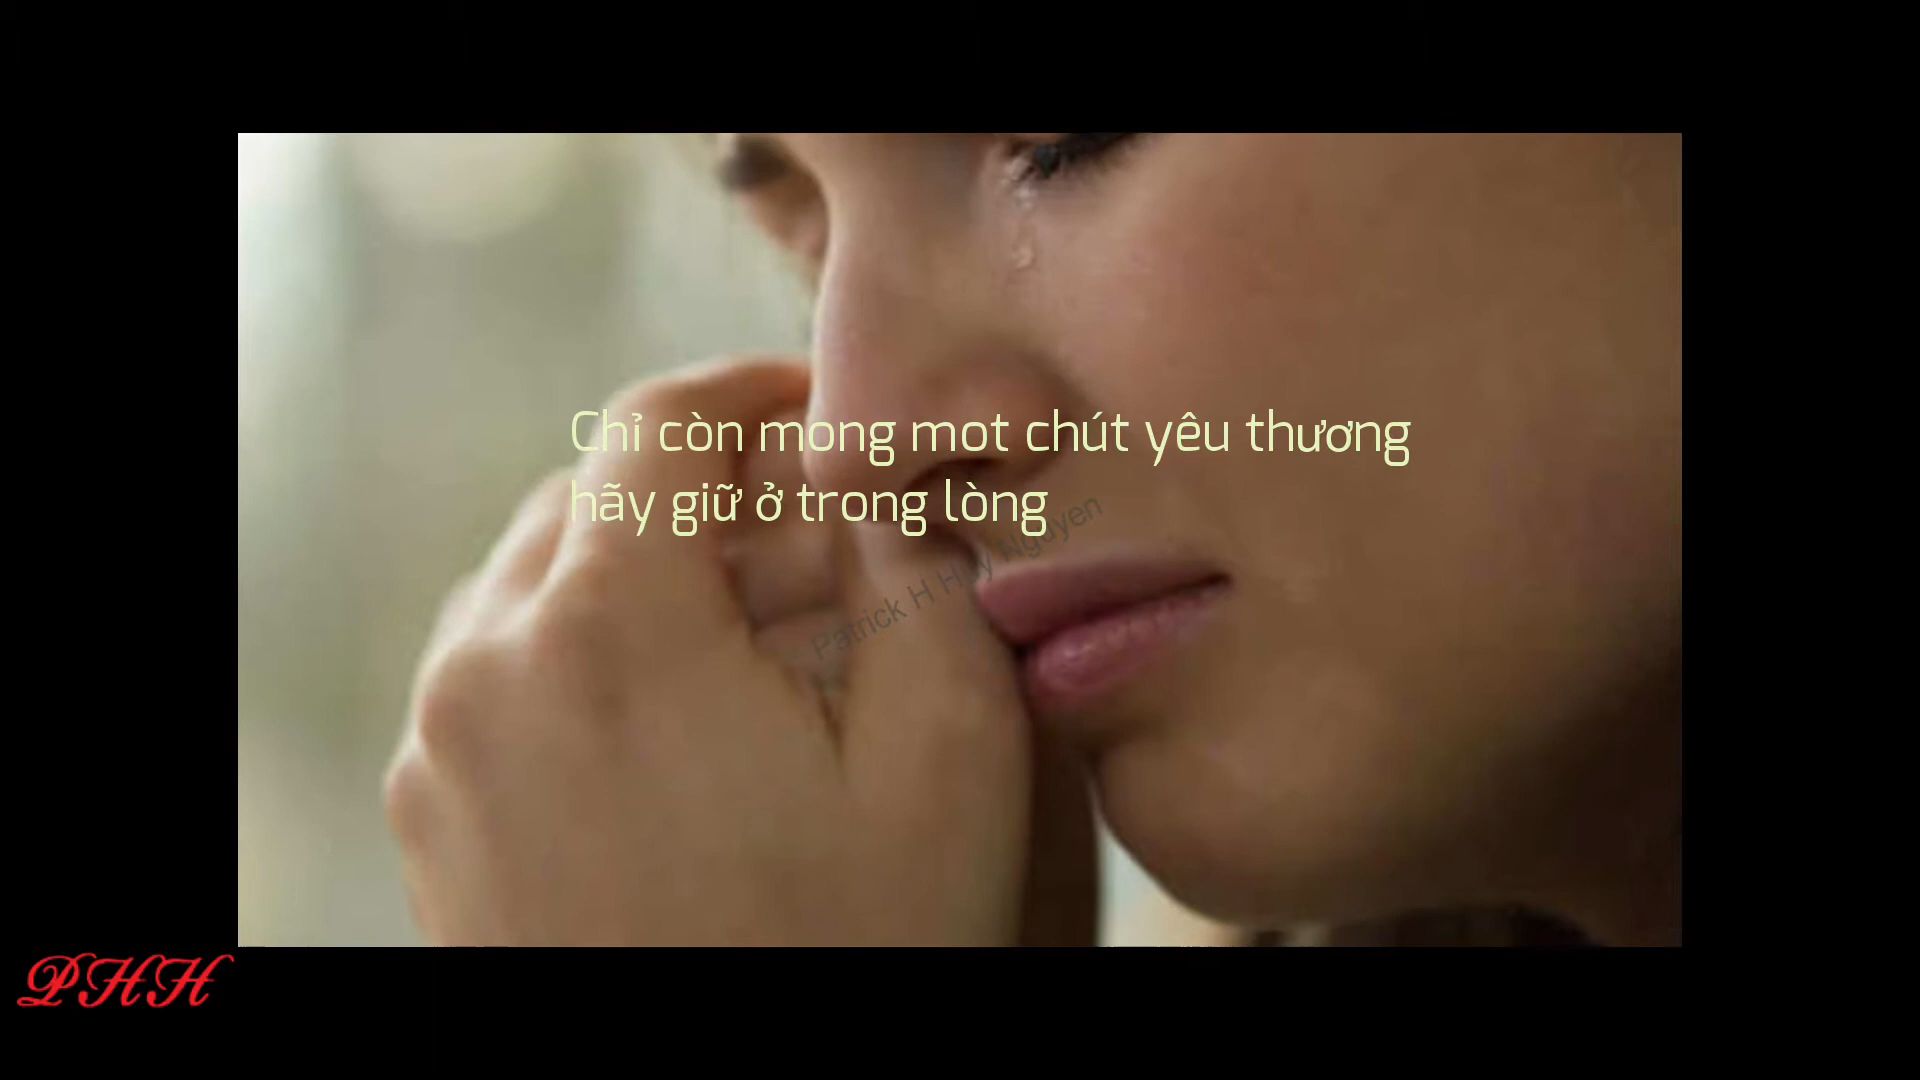 Chỉ còn mong mot chút yêu thương
hãy giữ ở trong lòng
Patrick H Huy Nguyen
PHH